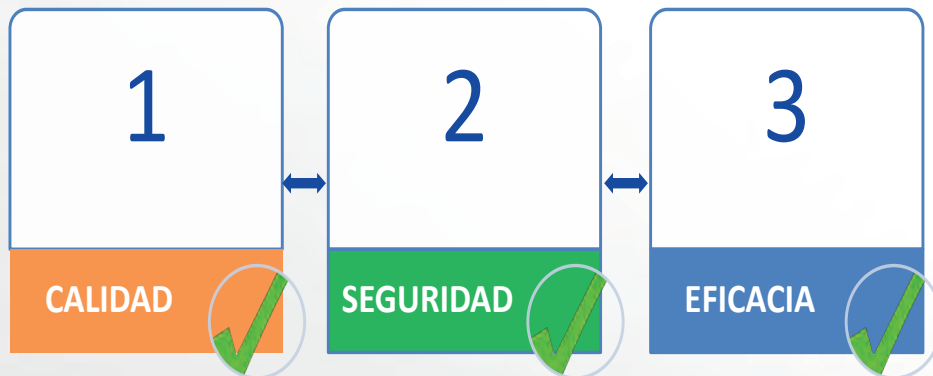 1
2
3
CALIDAD
SEGURIDAD
EFICACIA